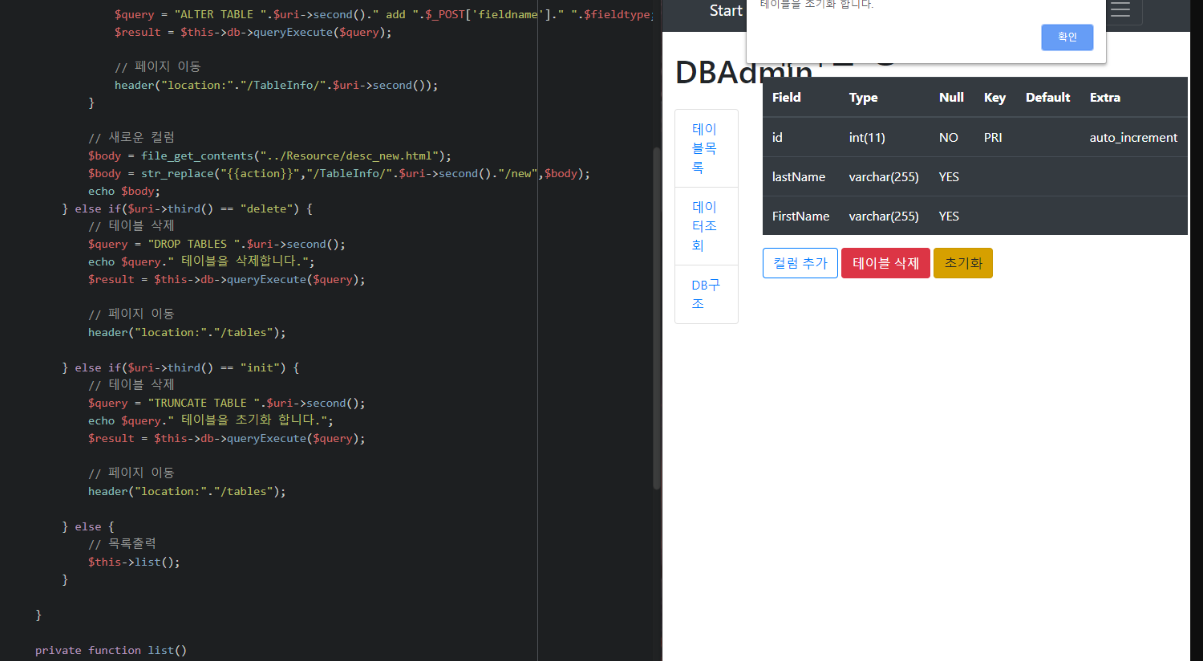 $query = "ALTER TABLE ".$uri->second()." add ".$_POST['fieldname']." ".$fieldtype;
$result = $this->db->queryExecute($query);
// 페이지 이동
header("location:"."/TableInfo/".$uri->second());
}
// 새로운 컬럼
$body = file_get_contents("../Resource/desc_new.html");
$body = str_replace("{{action}}","/TableInfo/".$uri->second()."/new",$body);
echo $body;
} else if($uri->third() == "delete") {
// 테이블 삭제
$query = "DROP TABLES ".$uri->second();
echo $query." 테이블을 삭제합니다.";
$result = $this->db->queryExecute($query);
// 페이지 이동
header("location:"."/tables");
} else if($uri->third() == "init") {
// 테이블 삭제
$query = "TRUNCATE TABLE ".$uri->second();
echo $query." 테이블을 초기화 합니다.";
$result = $this->db->queryExecute($query);
// 페이지 이동
header("location:"."/tables");
} else {
// 목록출력
$this->list();
}
}
private function list()
Start
테이블을 초기화 합니다.
확인
DBAdmin
테이
블목
록
데이
터조
회
DB구
조
Field Type Null Key Default Extra
id int(11) NO PRI auto_increment
lastName varchar(255) YES
FirstName varchar(255) YES
컬럼 추가 테이블 삭제 초기화